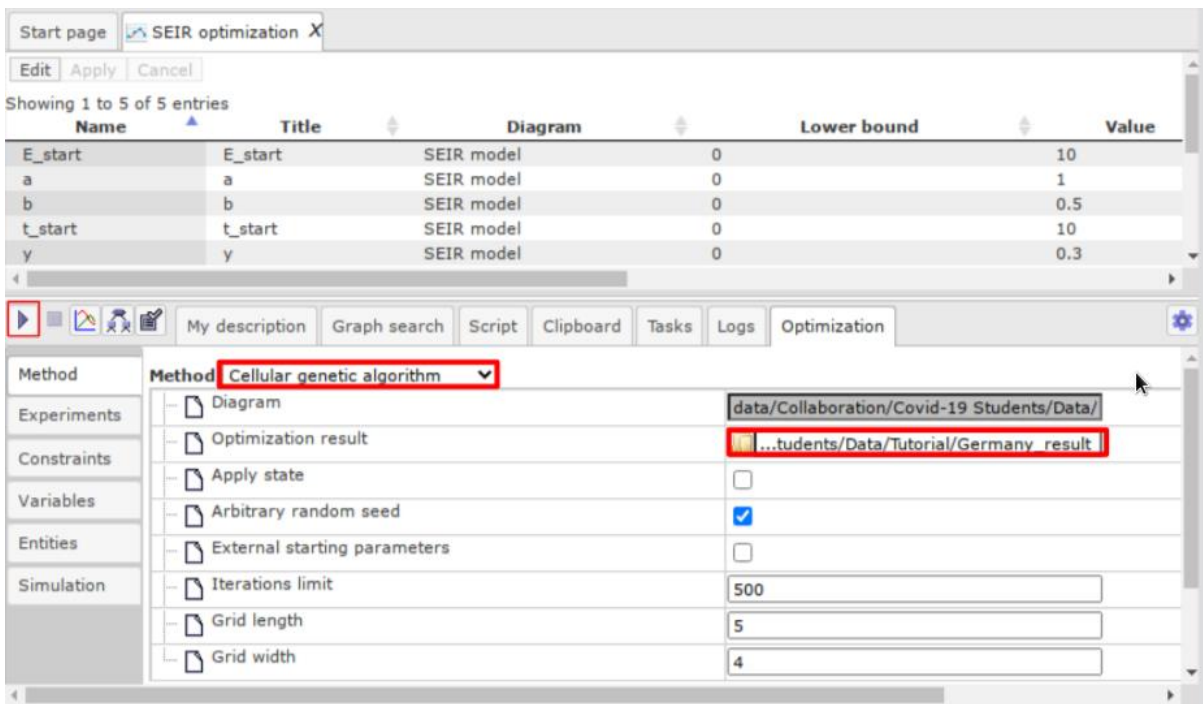 Start page SEIR optimization X
Edit Apply Cancel
Showing 1 to 5 of 5 entries
Name Title Diagram Lower bound Value
E_start E_start SEIR model 0 10
a a SEIR model 0 1
b b SEIR model 0 0.5
t_start t_start SEIR model 0 10
y y SEIR model 0 0.3
My description Graph search Script Clipboard Tasks Logs Optimization
Method
Experiments
Constraints
Variables
Entities
Simulation
Method Cellular genetic algorithm
Diagram data/Collaboration/Covid-19 Students/Data/
Optimization result ...tudents/Data/Tutorial/Germany_result
Apply state
Arbitrary random seed
External starting parameters
Iterations limit 500
Grid length 5
Grid width 4